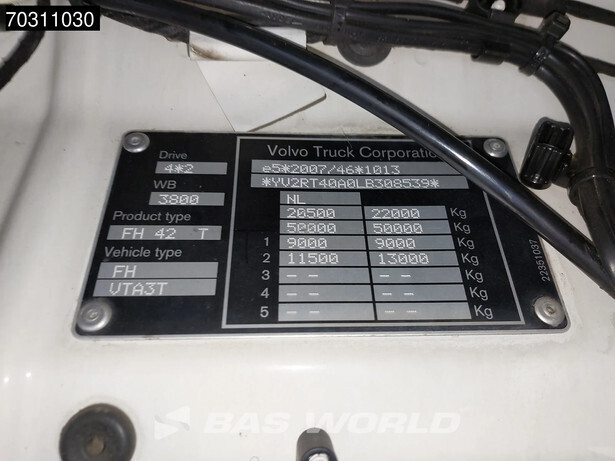 70311030
Volvo Truck Corporation
Drive
4*2
WB
3800
Product type
FH 42 T
Vehicle type
FH
VTA3T
e5*2007/46*1013
*YV2RT40A0LB308539*
NL
20500 22000 Kg
50000 50000 Kg
1 9000 9000 Kg
2 11500 13000 Kg
3 -- -- Kg
4 -- -- Kg
5 -- -- Kg
22351037
BAS WORLD